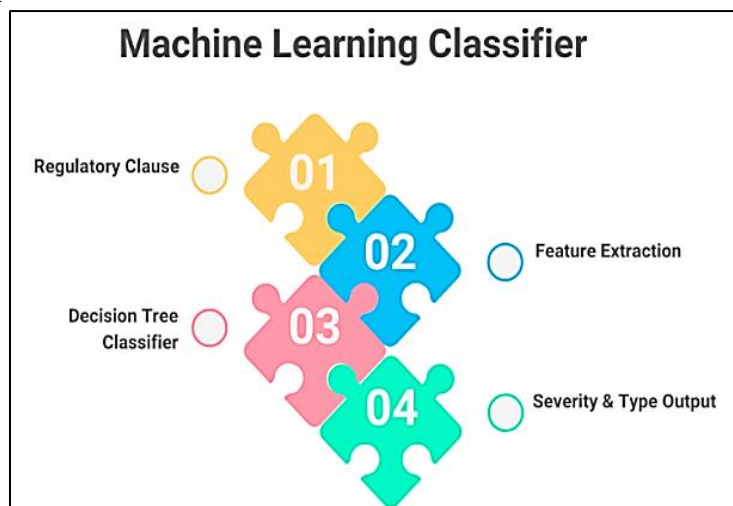 Machine Learning Classifier
01
Regulatory Clause
02
Feature Extraction
03
Decision Tree
Classifier
04
Severity & Type Output